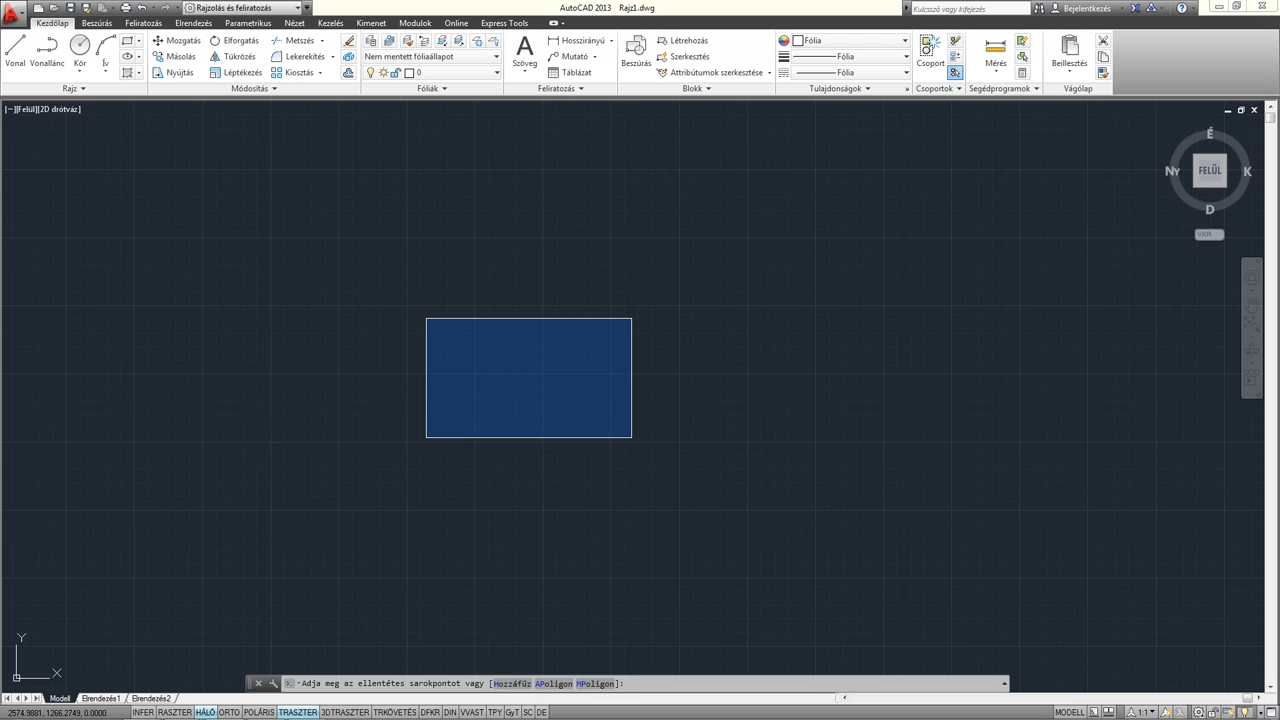 Rajzolás és feliratozás
AutoCAD 2013 Rajz1.dwg
Kulcsszó vagy kifejezés
Bejelentkezés
Kezdőlap Beszúrás Feliratozás Elrendezés Parametrikus Nézet Kezelés Kimenet Modulok Online Express Tools
Vonal Vonallánc Kör Ív
Mozgatás Elforgatás Metszés
Másolás Tükrözés Lekerekítés
Nyújtás Léptékezés Kiosztás
Nem mentett fóliaállapot
0
Szöveg
Hosszirányú
Mutató
Táblázat
Beszúrás
Létrehozás
Szerkesztés
Attribútumok szerkesztése
Fólia
Fólia
Fólia
Csoport
Mérés
Beillesztés
Rajz Módosítás Fóliák Feliratozás Blokk Tulajdonságok Csoportok Segédprogramok Vágólap
[−][Felül][2D drótváz]
É
Ny FELÜL K
D
VKR
Y
X
Adja meg az ellentétes sarokpontot vagy [Hozzáfűz APoligon MPoligon]:
Modell Elrendezés1 Elrendezés2
2574.9881, 1266.2749, 0.0000 INFER RASZTER HÁLÓ ORTO POLÁRIS TRASZTER 3DTRASZTER TRKÖVETÉS DFKR DIN VVAST TPY GyT SC DE MODELL 1:1